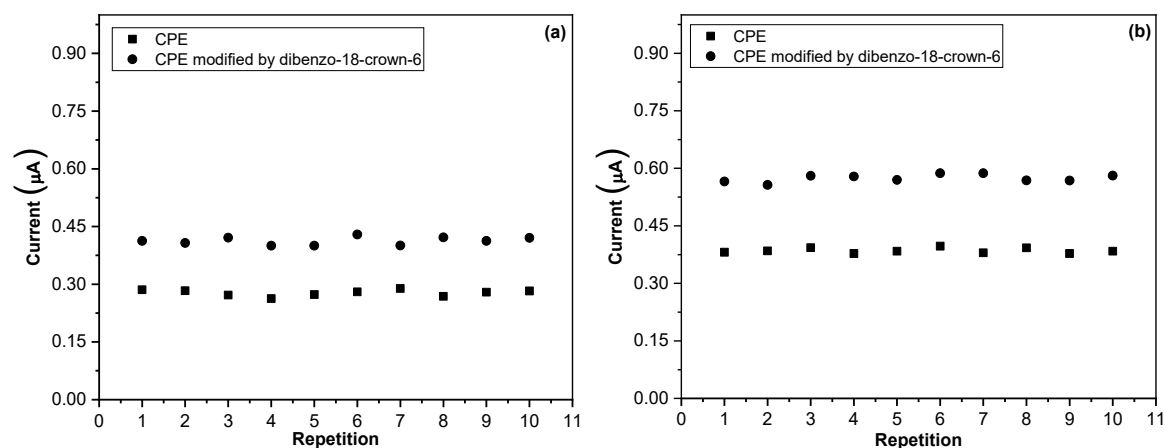 (a)
CPE
CPE modified by dibenzo-18-crown-6
0.90
0.75
0.60
0.45
0.30
0.15
0.00
Current (µA)
0 1 2 3 4 5 6 7 8 9 10 11
Repetition
(b)
CPE
CPE modified by dibenzo-18-crown-6
0.90
0.75
0.60
0.45
0.30
0.15
0.00
Current (µA)
0 1 2 3 4 5 6 7 8 9 10 11
Repetition